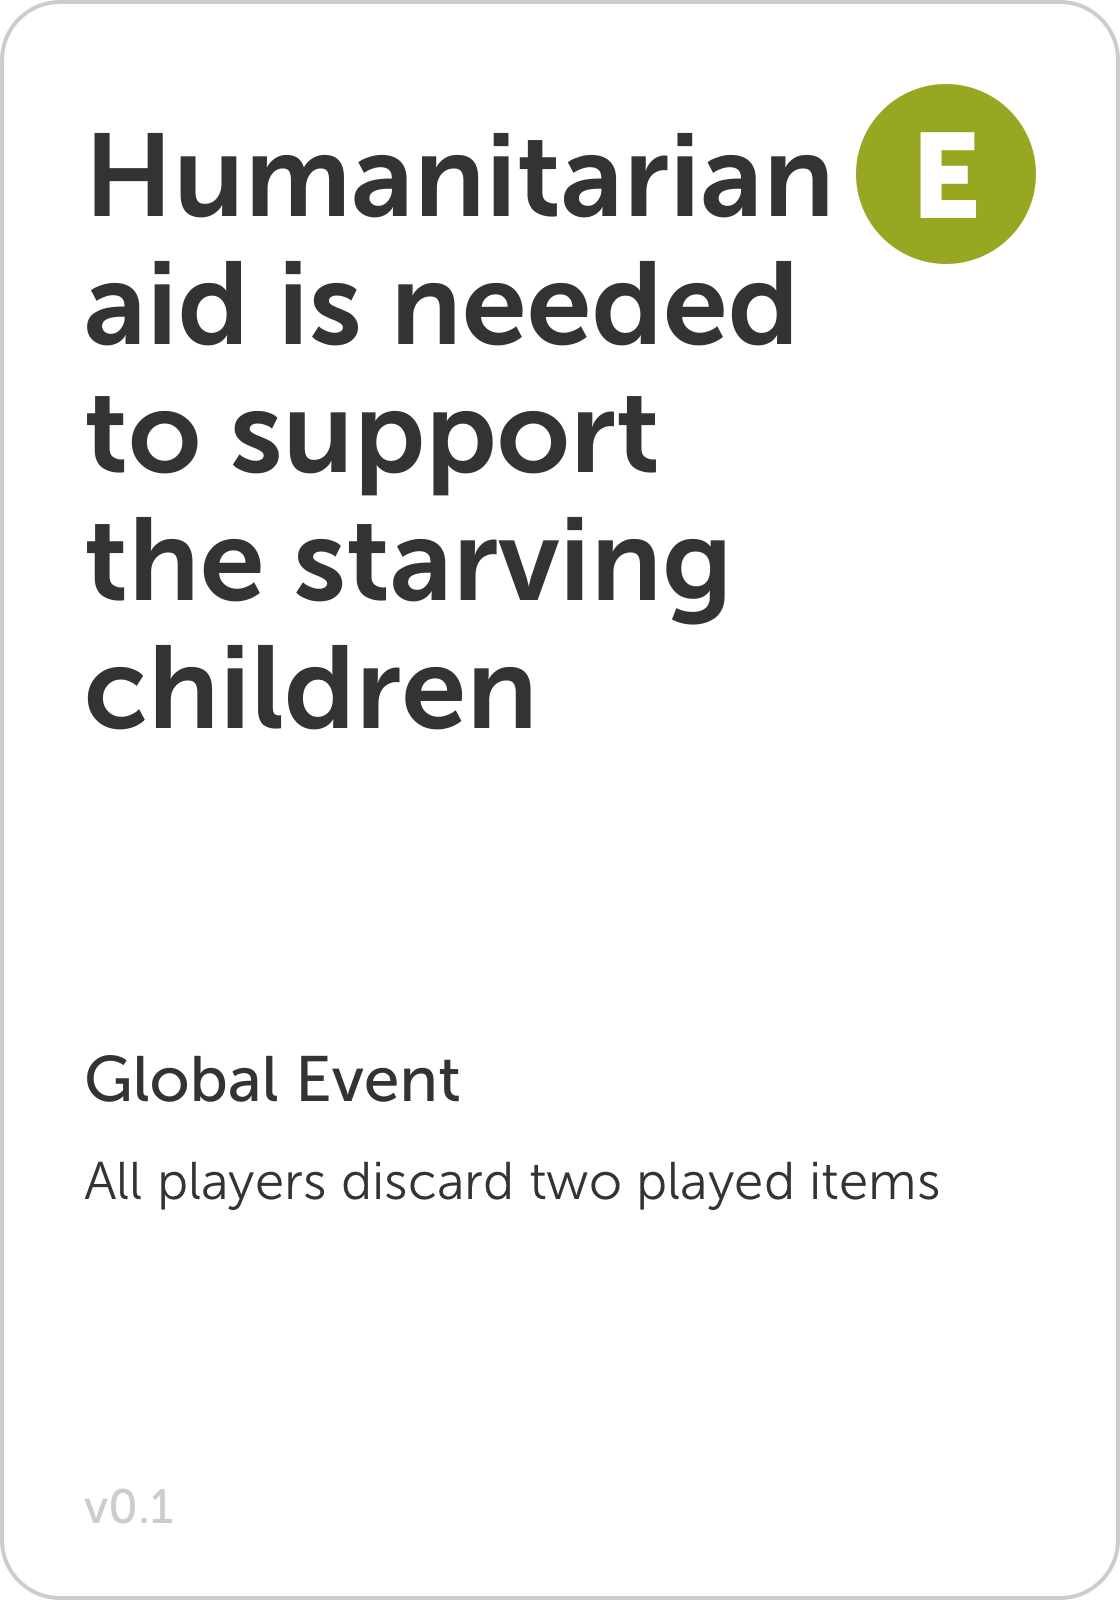 Humanitarian
E
aid is needed
to support
the starving
children
Global Event
All players discard two played items
v0.1